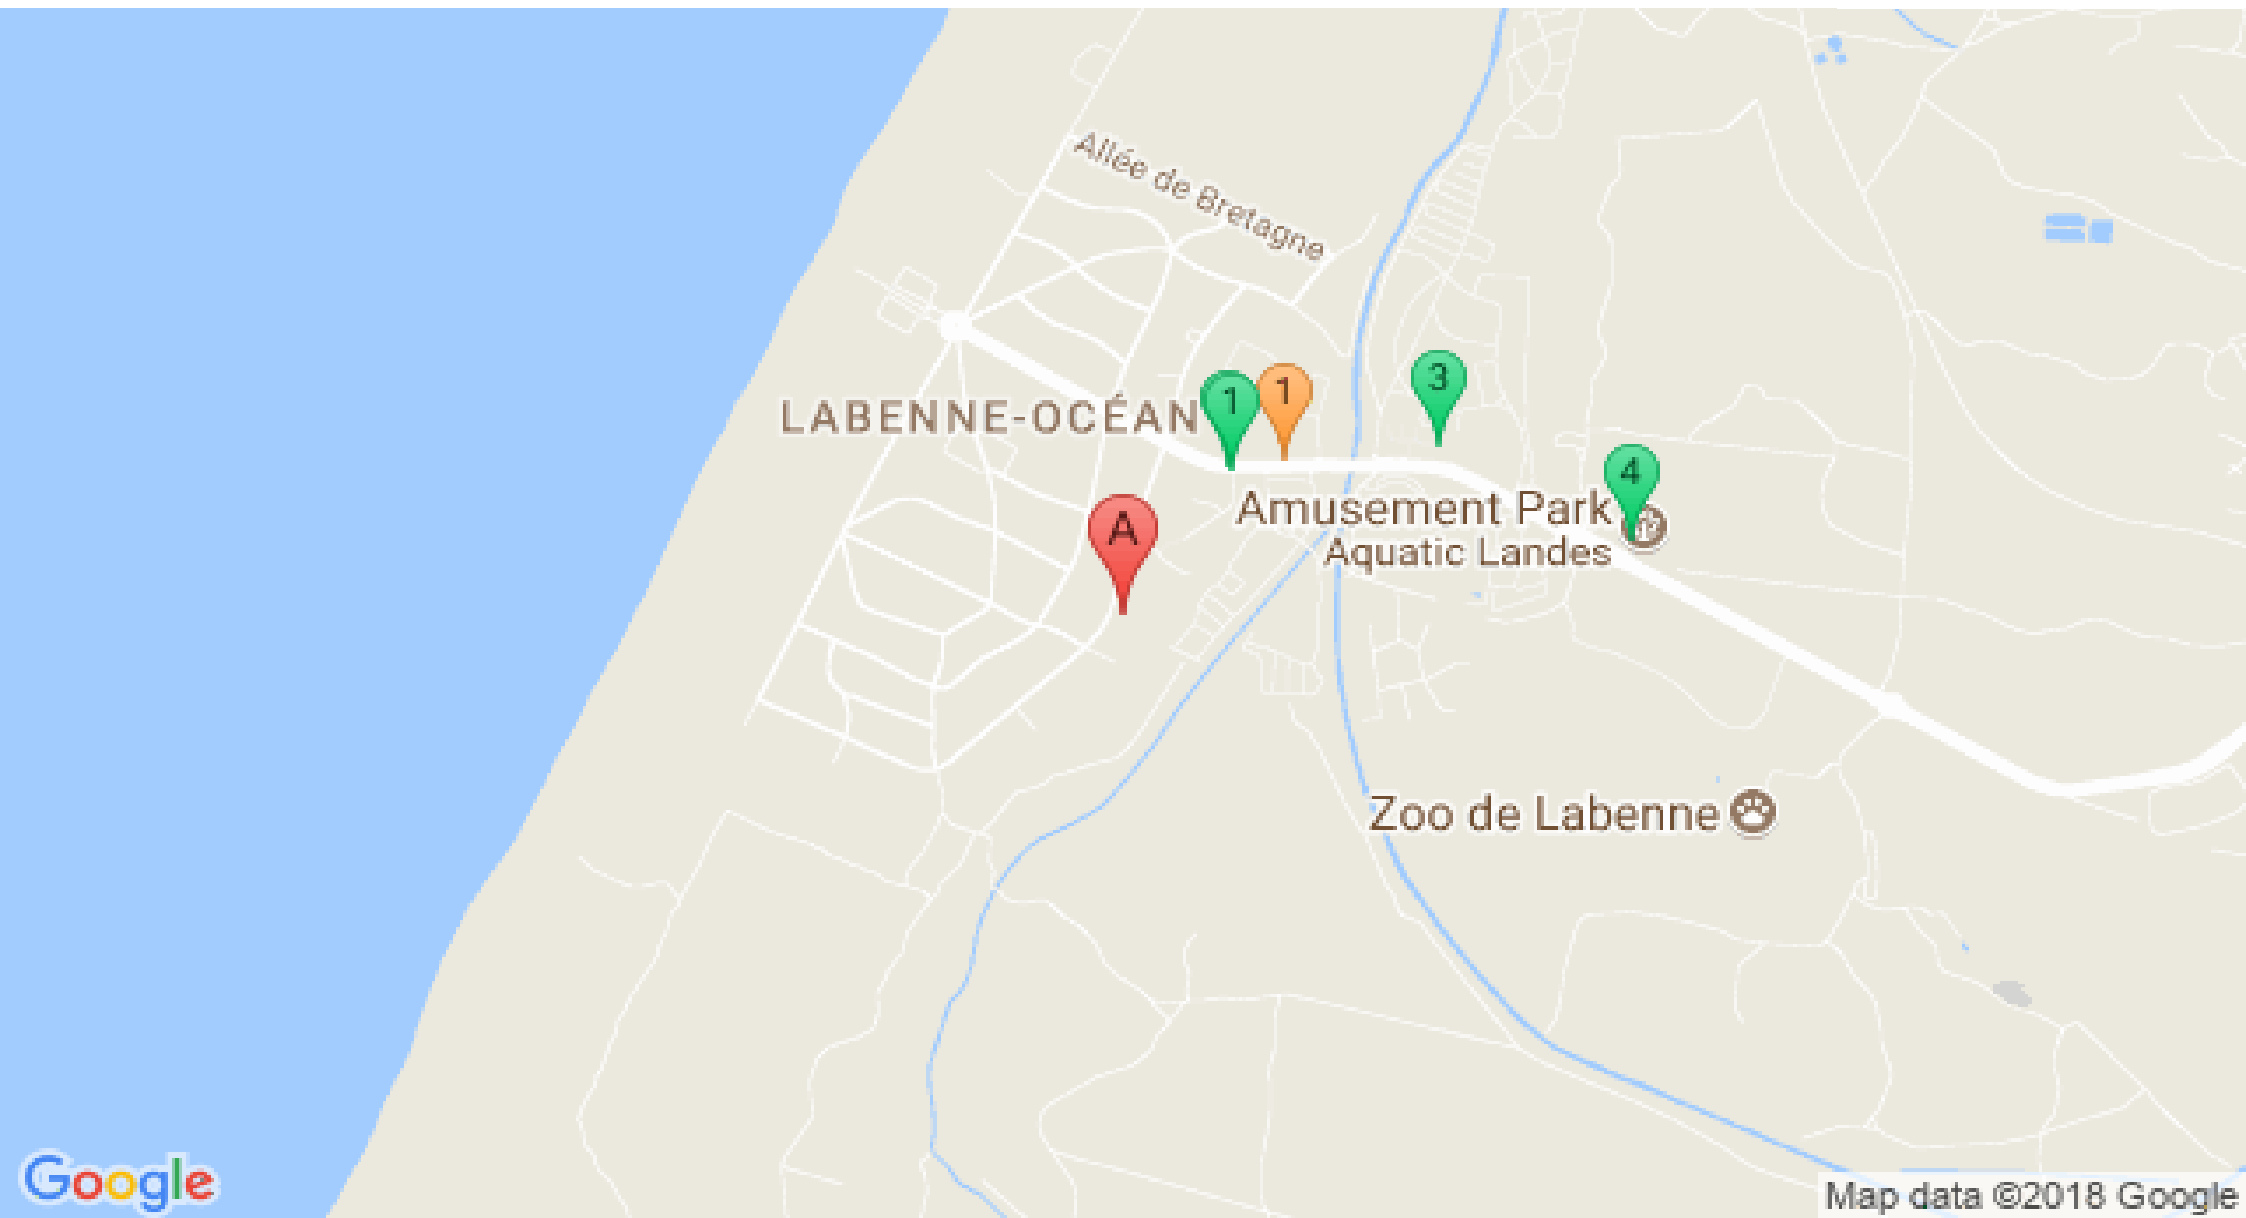 Allée de Bretagne
3
1
1
LABENNE-OCÉAN
4
Amusement Park
Aquatic Landes
A
Zoo de Labenne
Google
Map data ©2018 Google